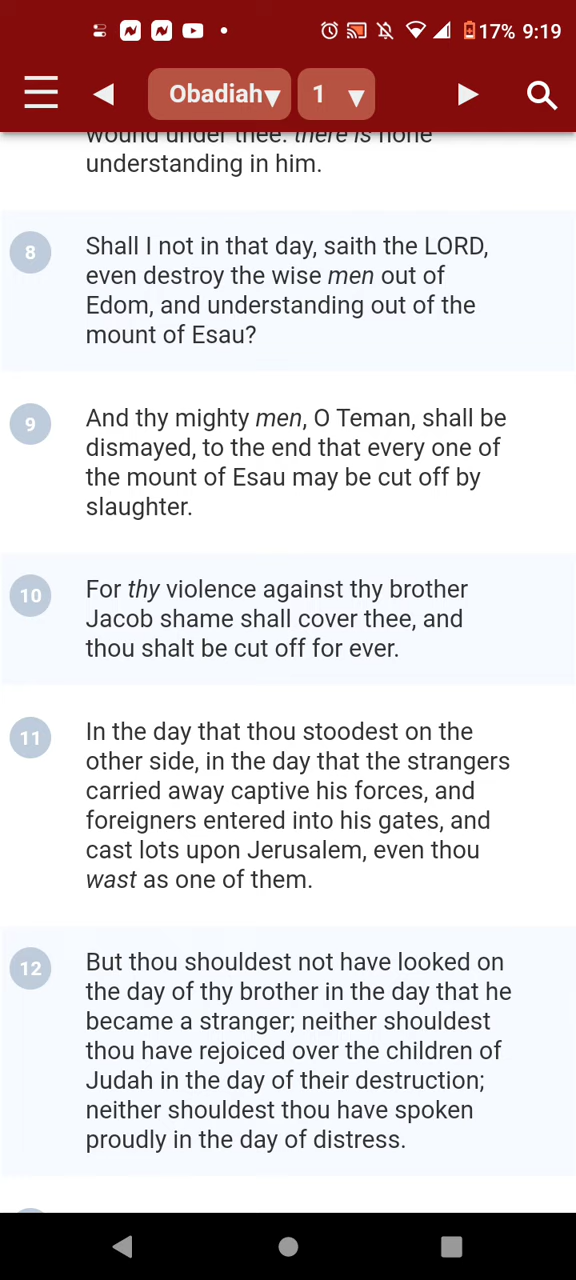 17% 9:19
Obadiah 1
wound under thee: there is none
understanding in him.
8 Shall I not in that day, saith the LORD,
even destroy the wise men out of
Edom, and understanding out of the
mount of Esau?
9 And thy mighty men, O Teman, shall be
dismayed, to the end that every one of
the mount of Esau may be cut off by
slaughter.
10 For thy violence against thy brother
Jacob shame shall cover thee, and
thou shalt be cut off for ever.
11 In the day that thou stoodest on the
other side, in the day that the strangers
carried away captive his forces, and
foreigners entered into his gates, and
cast lots upon Jerusalem, even thou
wast as one of them.
12 But thou shouldest not have looked on
the day of thy brother in the day that he
became a stranger; neither shouldest
thou have rejoiced over the children of
Judah in the day of their destruction;
neither shouldest thou have spoken
proudly in the day of distress.